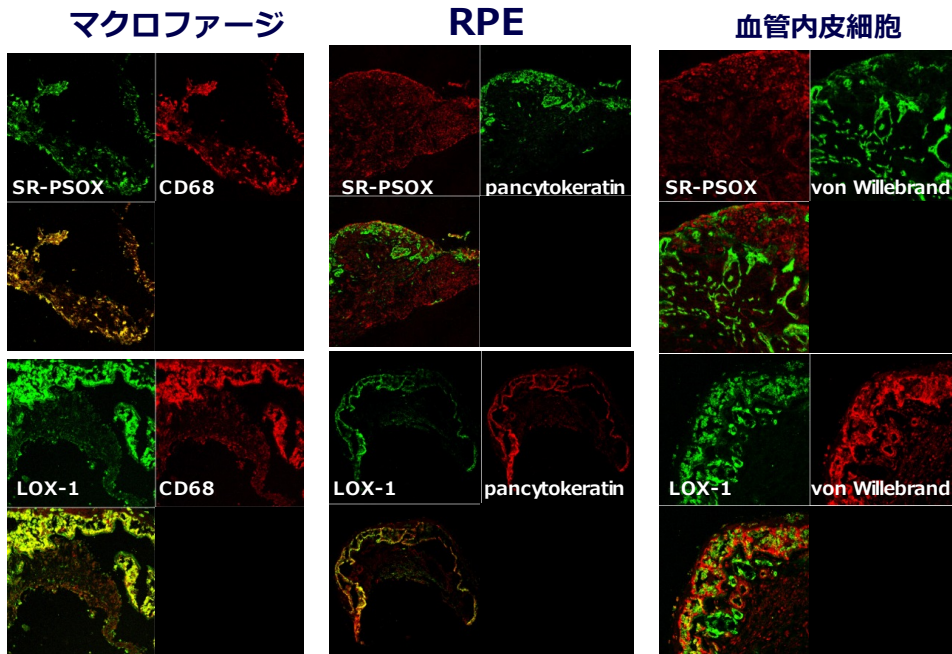 マクロファージ
RPE
血管内皮細胞
SR-PSOX
CD68
SR-PSOX
pancytokeratin
SR-PSOX
von Willebrand
LOX-1
CD68
LOX-1
pancytokeratin
LOX-1
von Willebrand